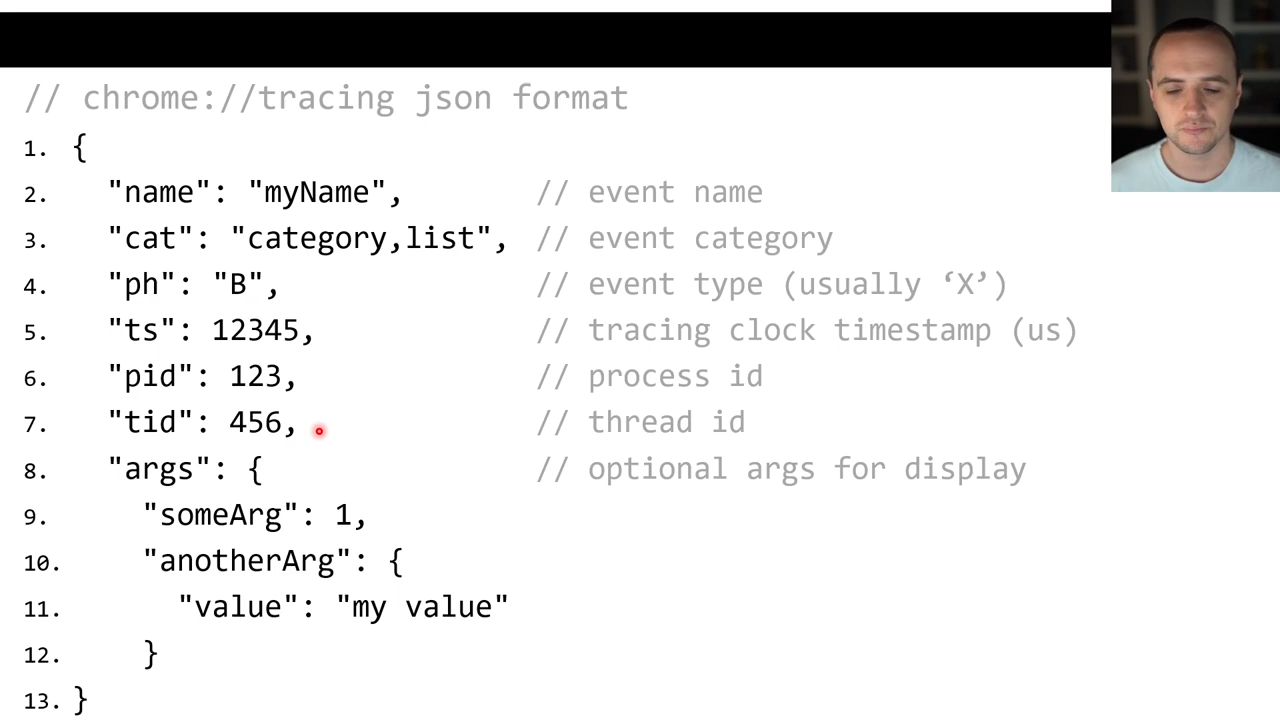 // chrome://tracing json format
1. {
2. "name": "myName", // event name
3. "cat": "category,list", // event category
4. "ph": "B", // event type (usually ‘X’)
5. "ts": 12345, // tracing clock timestamp (us)
6. "pid": 123, // process id
7. "tid": 456, // thread id
8. "args": { // optional args for display
9. "someArg": 1,
10. "anotherArg": {
11. "value": "my value"
12. }
13. }